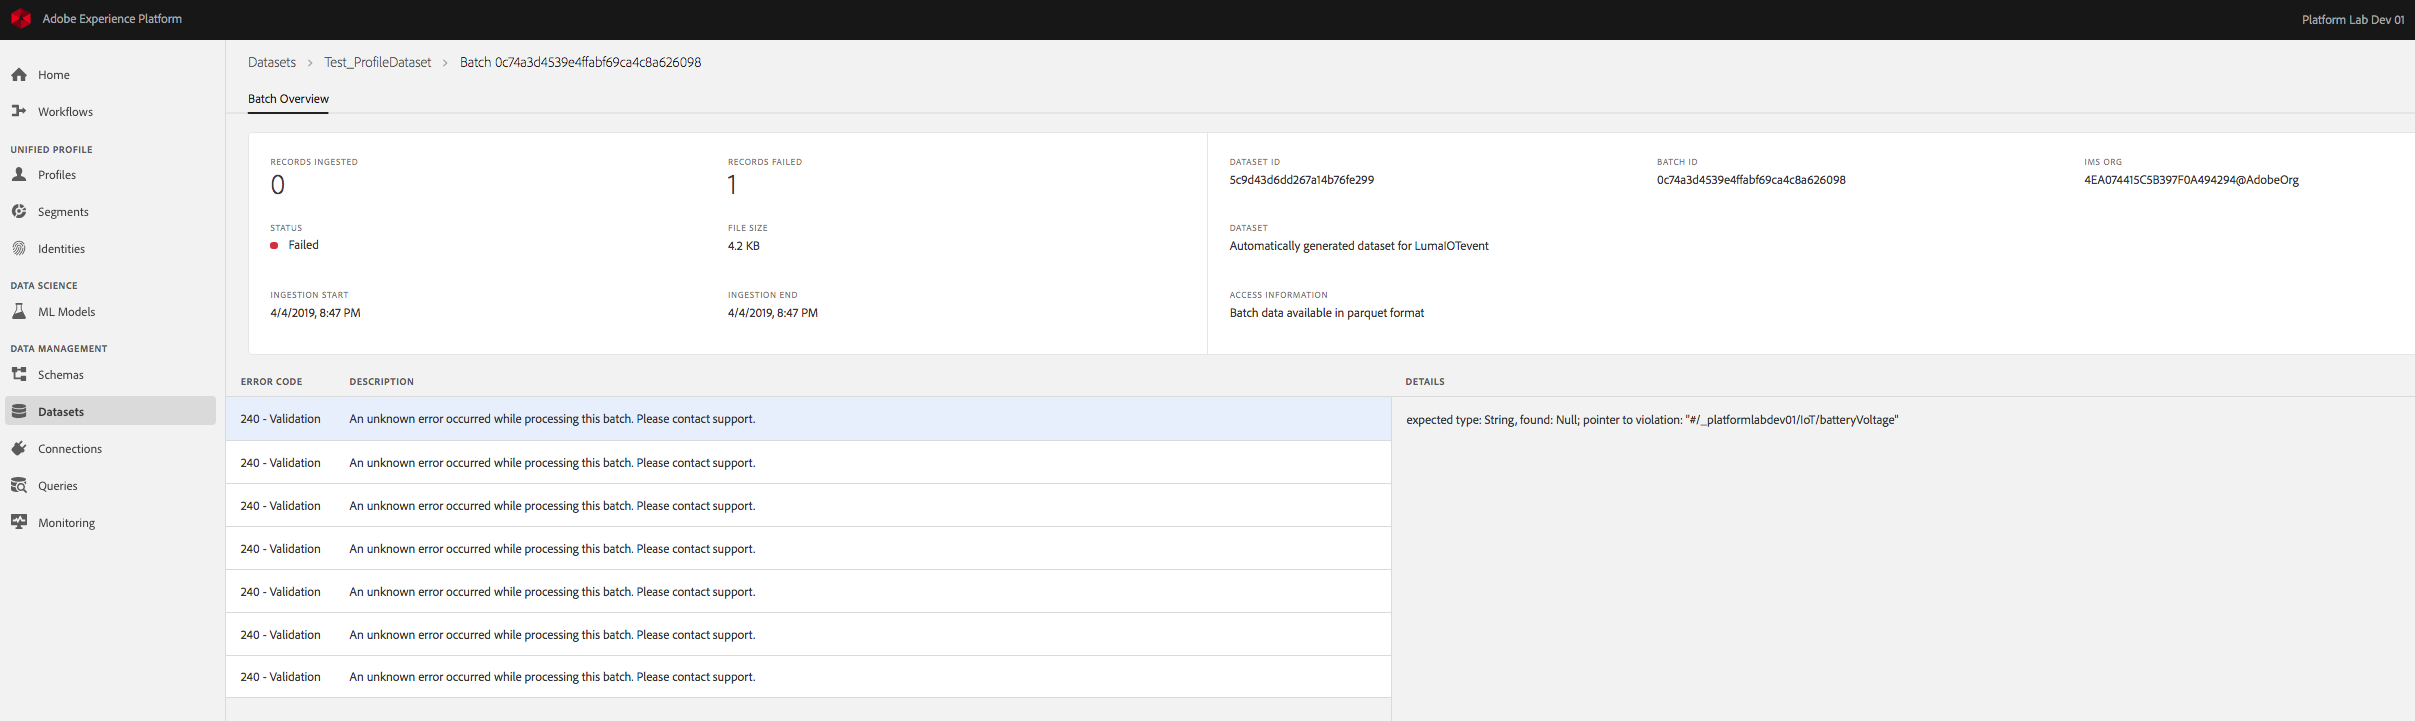 Adobe Experience Platform
Platform Lab Dev 01
Home
Workflows
UNIFIED PROFILE
Profiles
Segments
Identities
DATA SCIENCE
ML Models
DATA MANAGEMENT
Schemas
Datasets
Connections
Queries
Monitoring
Datasets > Test_ProfileDataset > Batch 0c74a3d4539e4ffabf69ca4c8a626098
Batch Overview
RECORDS INGESTED
0
RECORDS FAILED
1
STATUS
Failed
FILE SIZE
4.2 KB
INGESTION START
4/4/2019, 8:47 PM
INGESTION END
4/4/2019, 8:47 PM
DATASET ID
5c9d43d6dd267a14b76fe299
BATCH ID
0c74a3d4539e4ffabf69ca4c8a626098
IMS ORG
4EA074415C5B397F0A494294@AdobeOrg
DATASET
Automatically generated dataset for LumaIOTevent
ACCESS INFORMATION
Batch data available in parquet format
ERROR CODE DESCRIPTION
240 - Validation An unknown error occurred while processing this batch. Please contact support.
240 - Validation An unknown error occurred while processing this batch. Please contact support.
240 - Validation An unknown error occurred while processing this batch. Please contact support.
240 - Validation An unknown error occurred while processing this batch. Please contact support.
240 - Validation An unknown error occurred while processing this batch. Please contact support.
240 - Validation An unknown error occurred while processing this batch. Please contact support.
240 - Validation An unknown error occurred while processing this batch. Please contact support.
DETAILS
expected type: String, found: Null; pointer to violation: "#/_platformlabdev01/IoT/batteryVoltage"